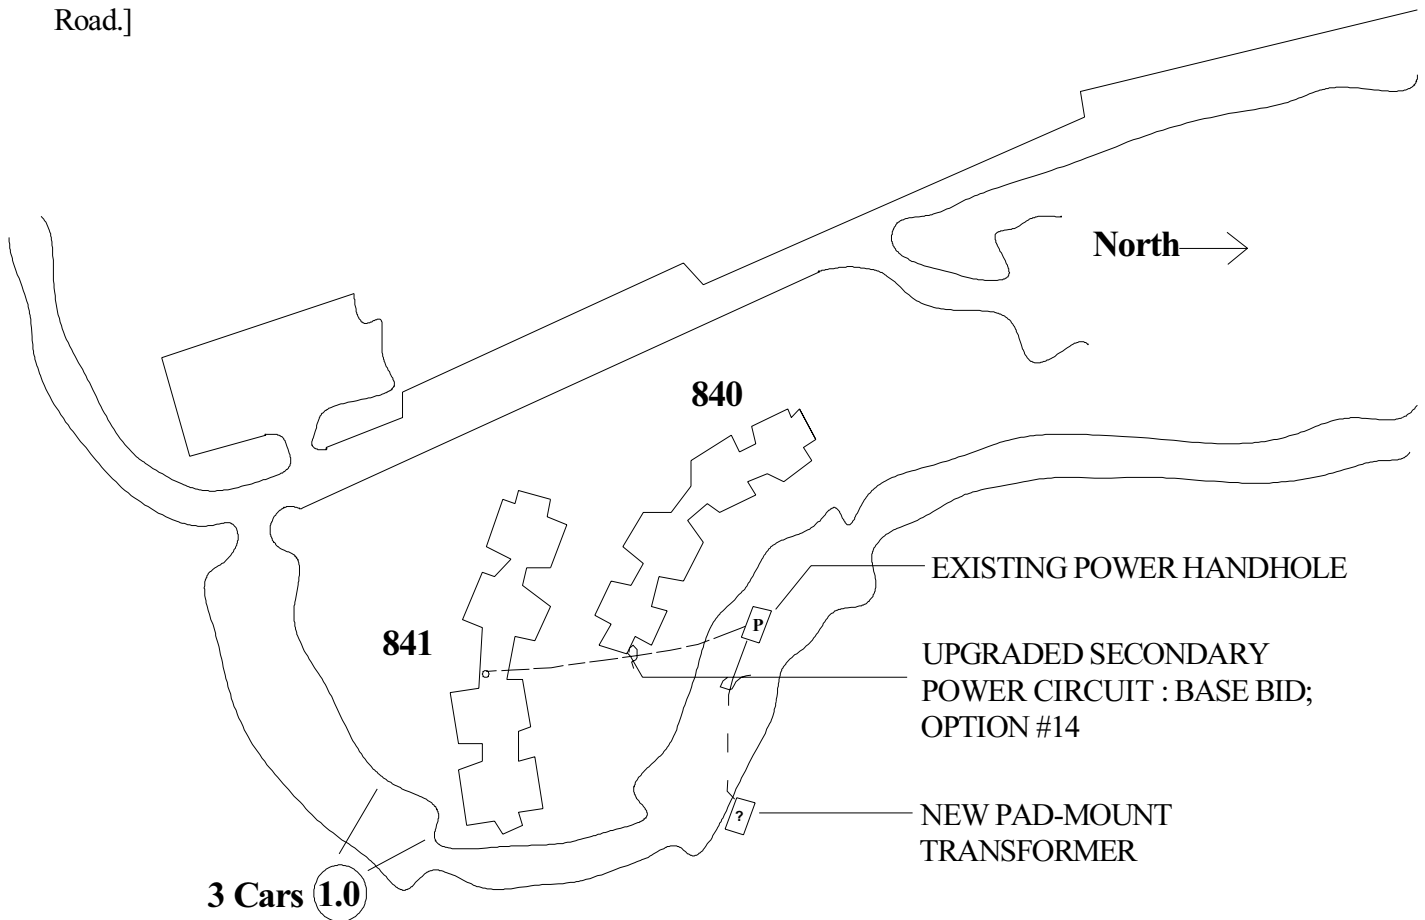 Road.]
North
840
EXISTING POWER HANDHOLE
P
841
UPGRADED SECONDARY
POWER CIRCUIT : BASE BID;
OPTION #14
?
NEW PAD-MOUNT
TRANSFORMER
3 Cars 1.0